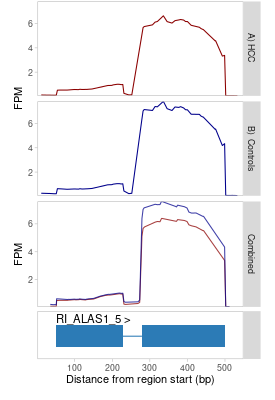 6
4
2
FPM
A) HCC
6
4
2
B) Controls
6
4
2
FPM
Combined
RI_ALAS1_5 >
100 200 300 400 500
Distance from region start (bp)